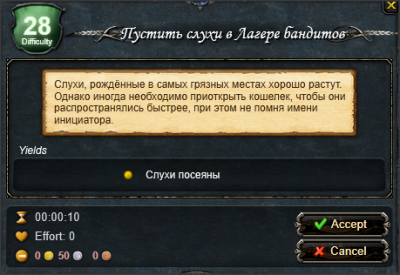 28
Difficulty
Пустить слухи в Лагере бандитов
Слухи, рождённые в самых грязных местах хорошо растут.
Однако иногда необходимо приоткрыть кошелек, чтобы они
распространялись быстрее, при этом не помня имени
инициатора.
Yields
Слухи посеяны
00:00:10
Effort: 0
0 50 0
Accept
Cancel